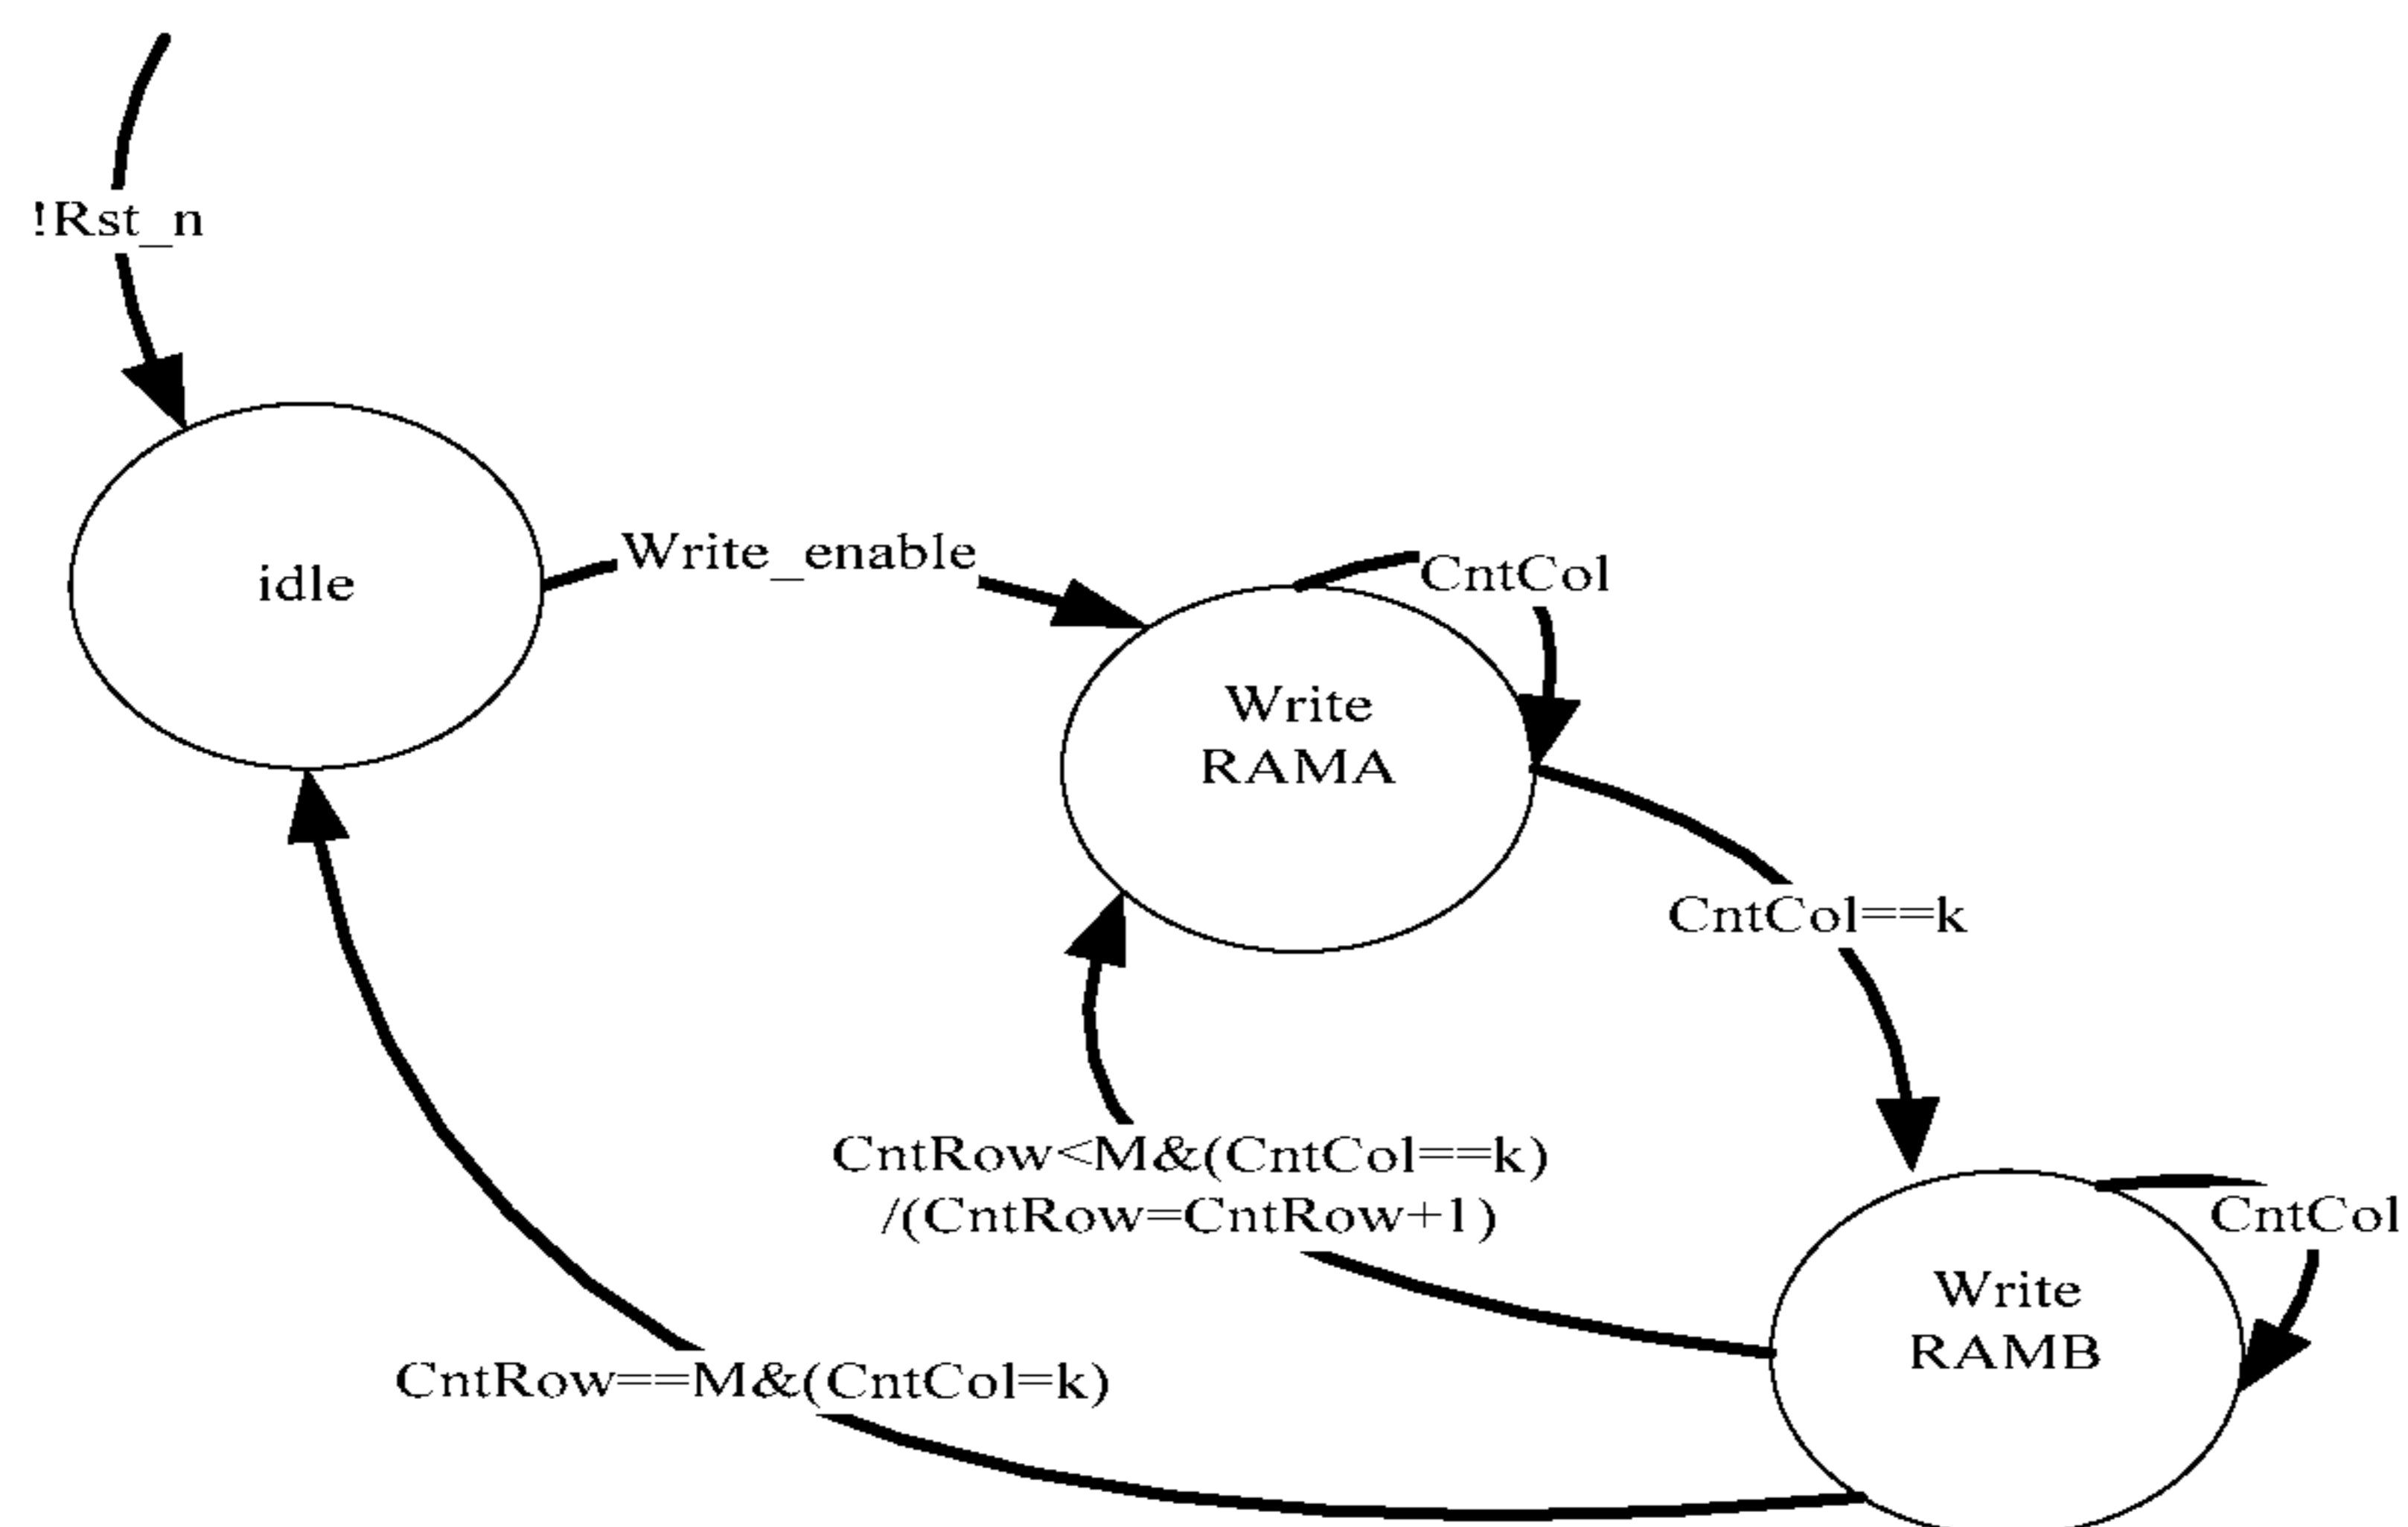 !Rst_n
idle
Write_enable
CntCol
Write
RAMA
CntCol==k
CntRow<M&(CntCol==k)
/(CntRow=CntRow+1)
CntCol
Write
RAMB
CntRow==M&(CntCol=k)